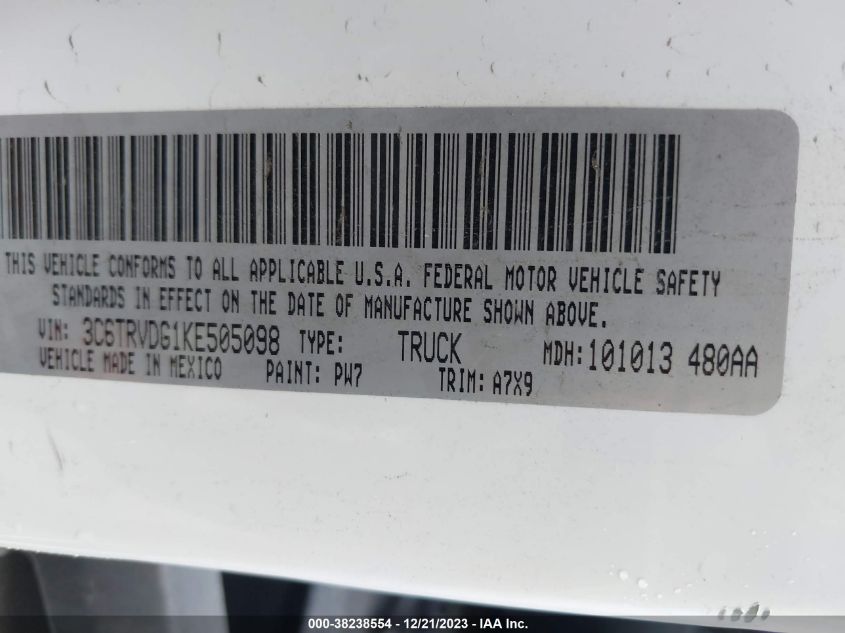 THIS VEHICLE CONFORMS TO ALL APPLICABLE U.S.A. FEDERAL MOTOR VEHICLE SAFETY
STANDARDS IN EFFECT ON THE DATE OF MANUFACTURE SHOWN ABOVE.
VIN: 3C6TRVDG1KE505098 TYPE: TRUCK MDH:101013 480AA
VEHICLE MADE IN MEXICO PAINT: PW7 TRIM: A7X9
000-38238554 - 12/21/2023 - IAA Inc.